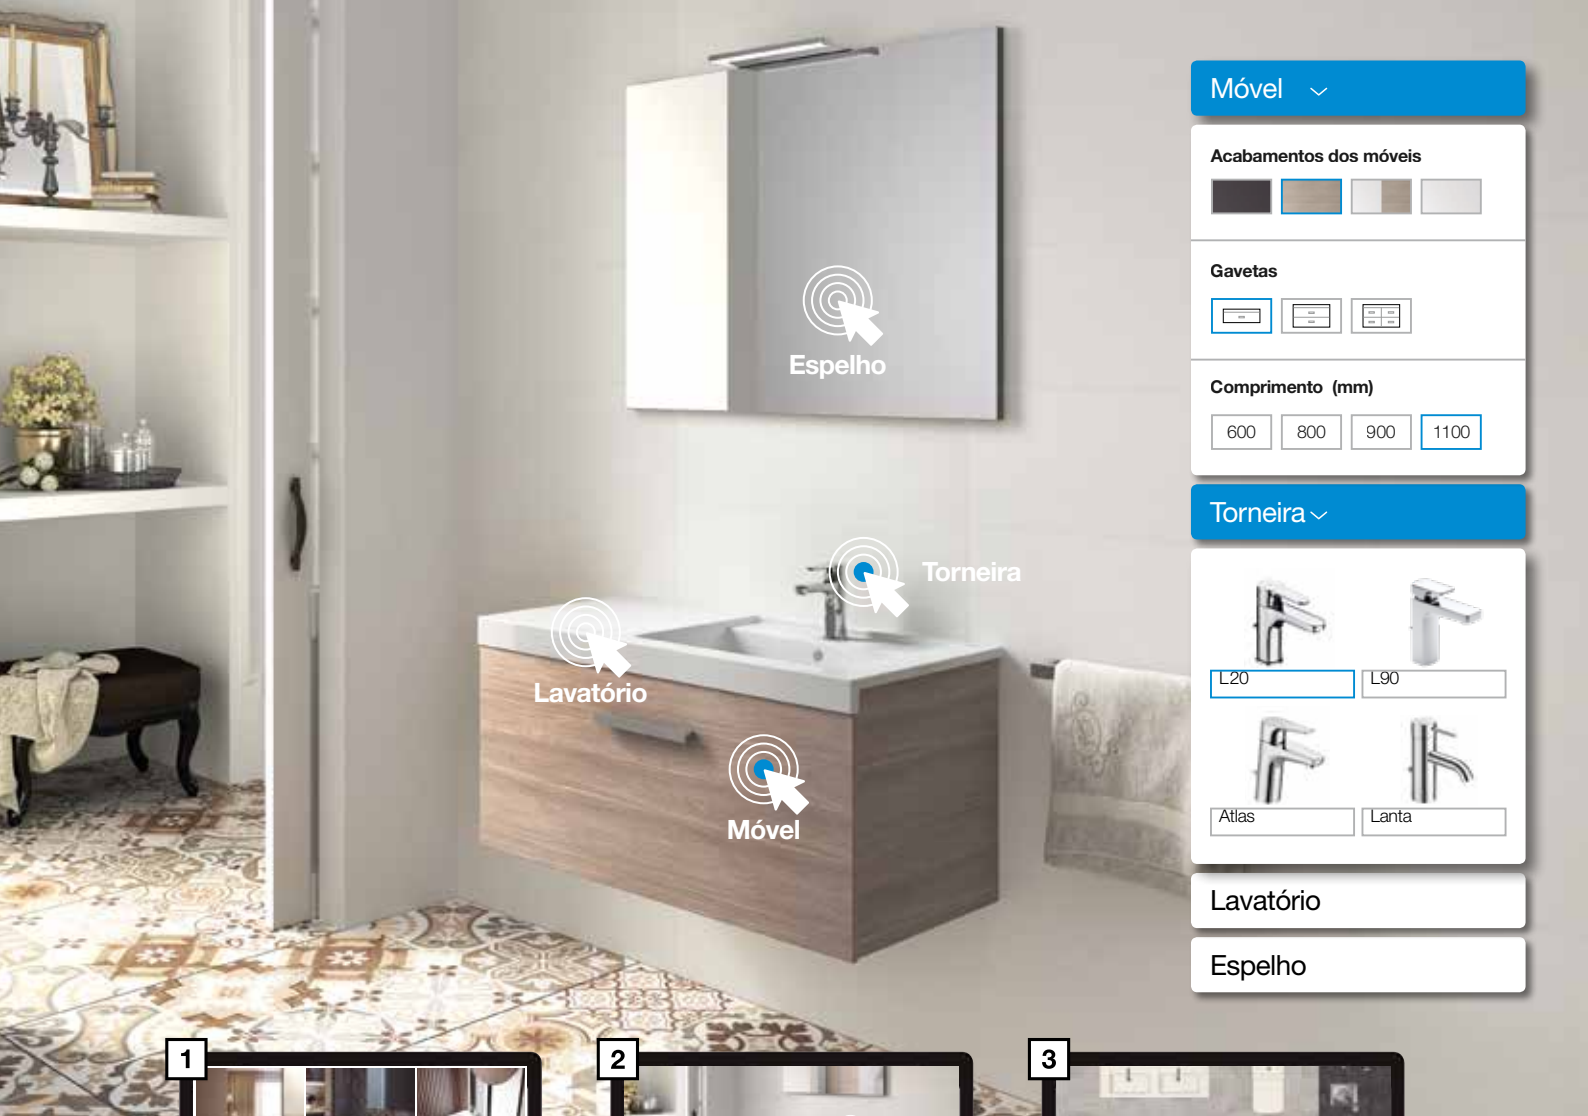 Móvel
Acabamentos dos móveis
Gavetas
Comprimento (mm)
600 800 900 1100
Torneira
L20 L90
Atlas Lanta
Lavatório
Espelho
Espelho
Torneira
Lavatório
Móvel
1 2 3